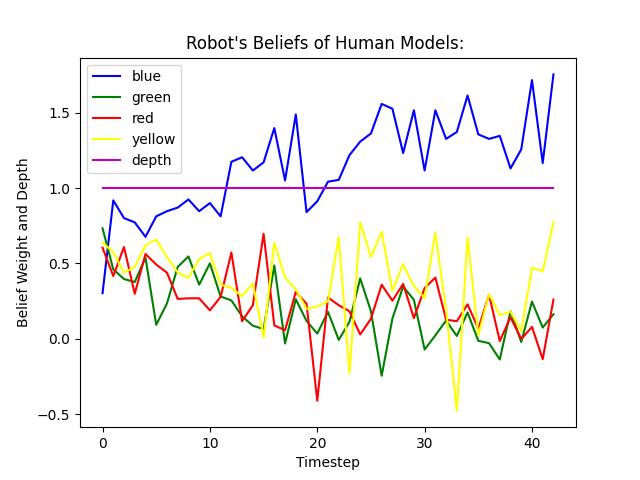 Robot's Beliefs of Human Models:
blue
green
red
yellow
depth
1.5
1.0
0.5
0.0
−0.5
Belief Weight and Depth
0 10 20 30 40
Timestep